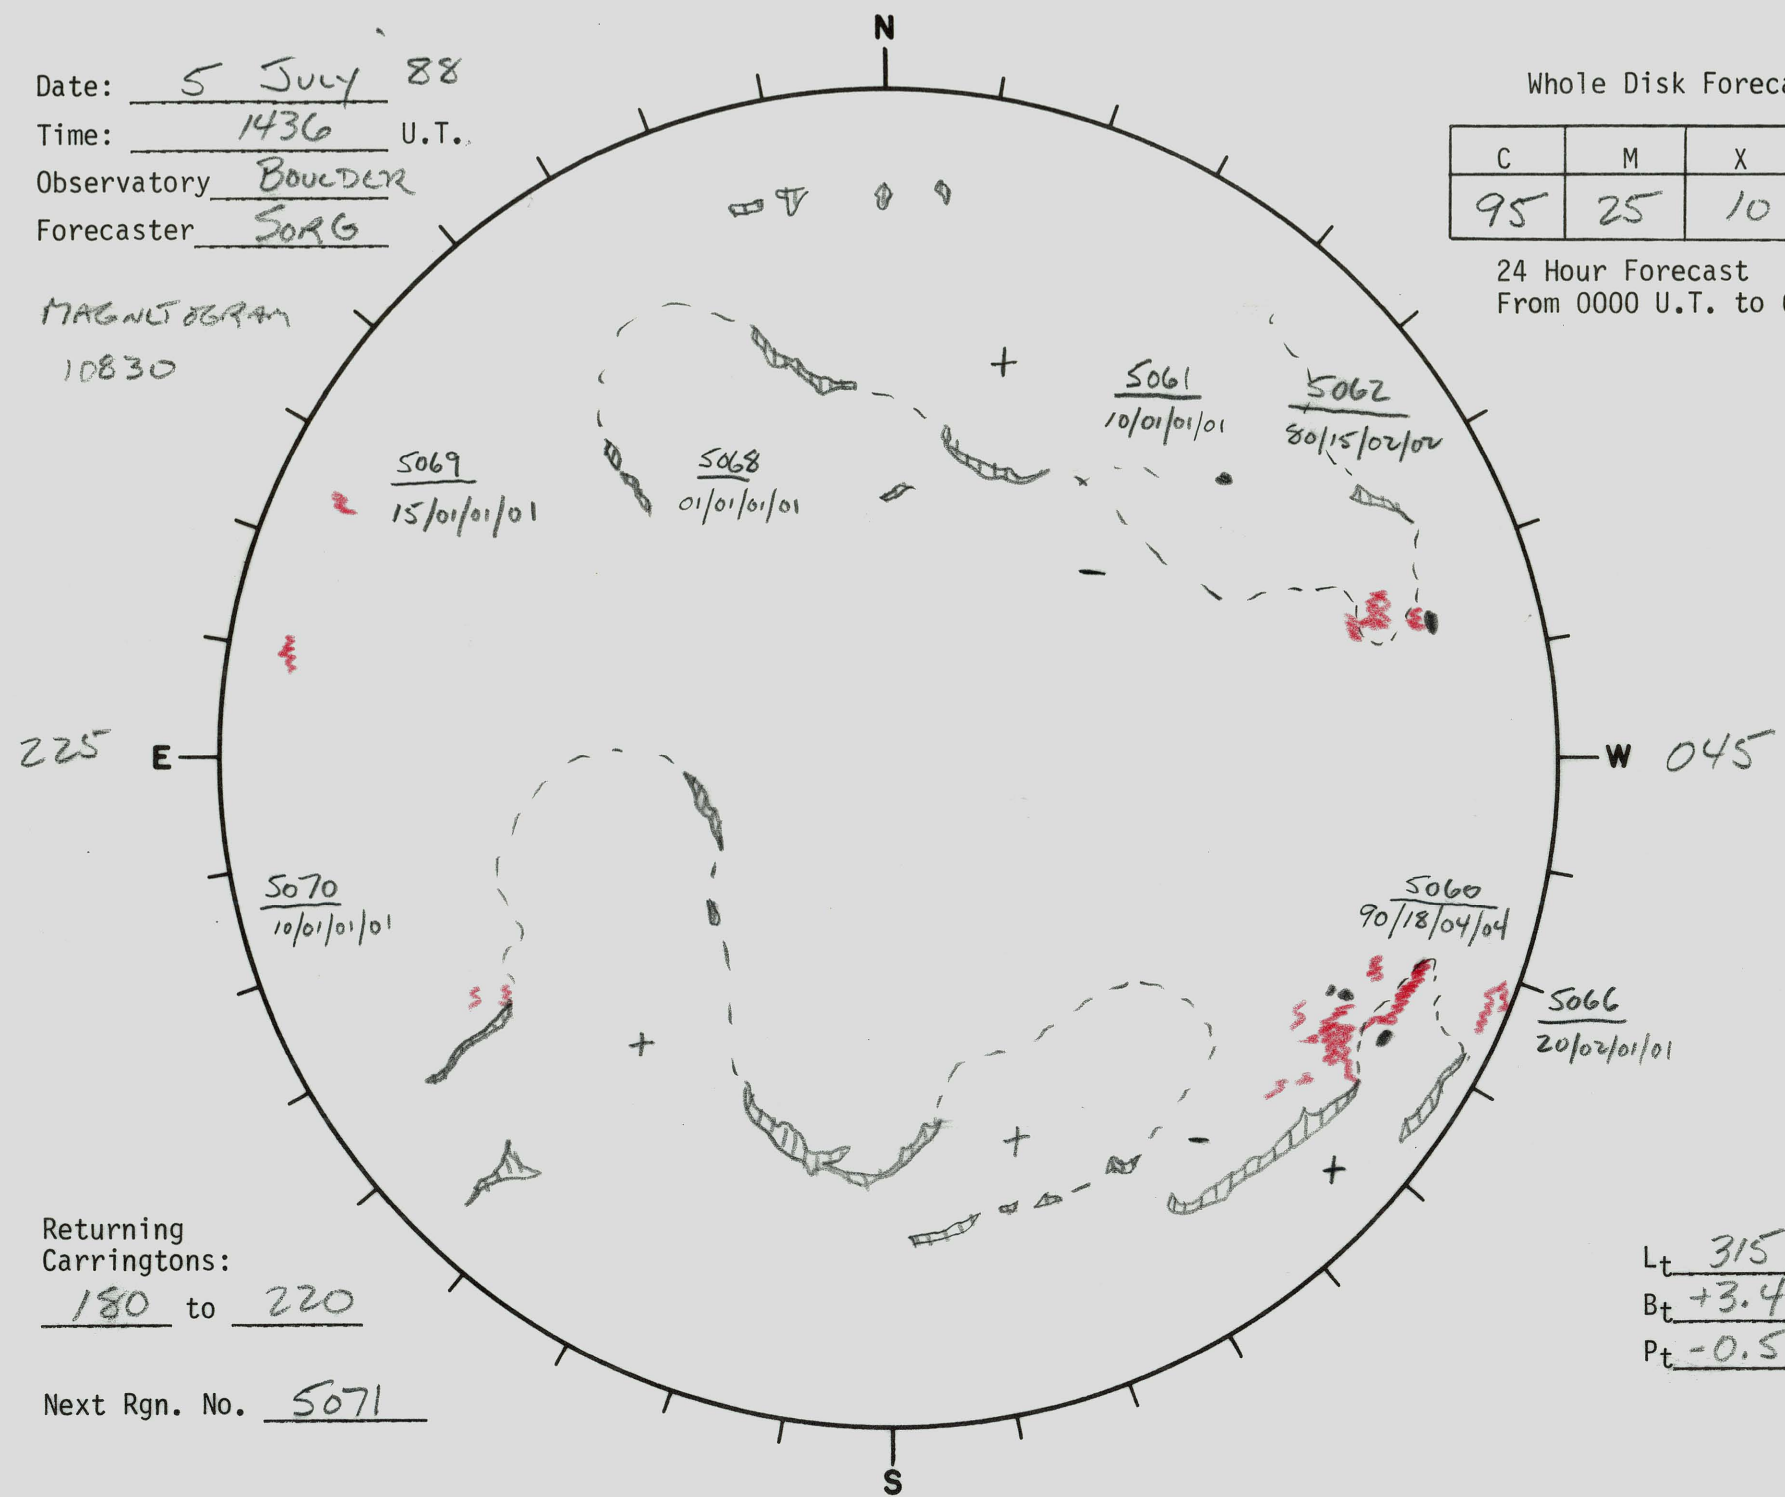 N
Date: 5 July 88
Time: 1436 U.T.
Observatory BOULDER
Forecaster SORG
MAGNETOGRAM
10830
Whole Disk Foreca
C M X
95 25 10
24 Hour Forecast
From 0000 U.T. to
5061
10/01/01/01
5062
80/15/02/02
5069
15/01/01/01
5068
01/01/01/01
225 E
W 045
5070
10/01/01/01
5060
90/18/04/04
5066
20/02/01/01
Returning
Carringtons:
180 to 220
Next Rgn. No. 5071
Lt 315
Bt +3.4
Pt -0.5
S